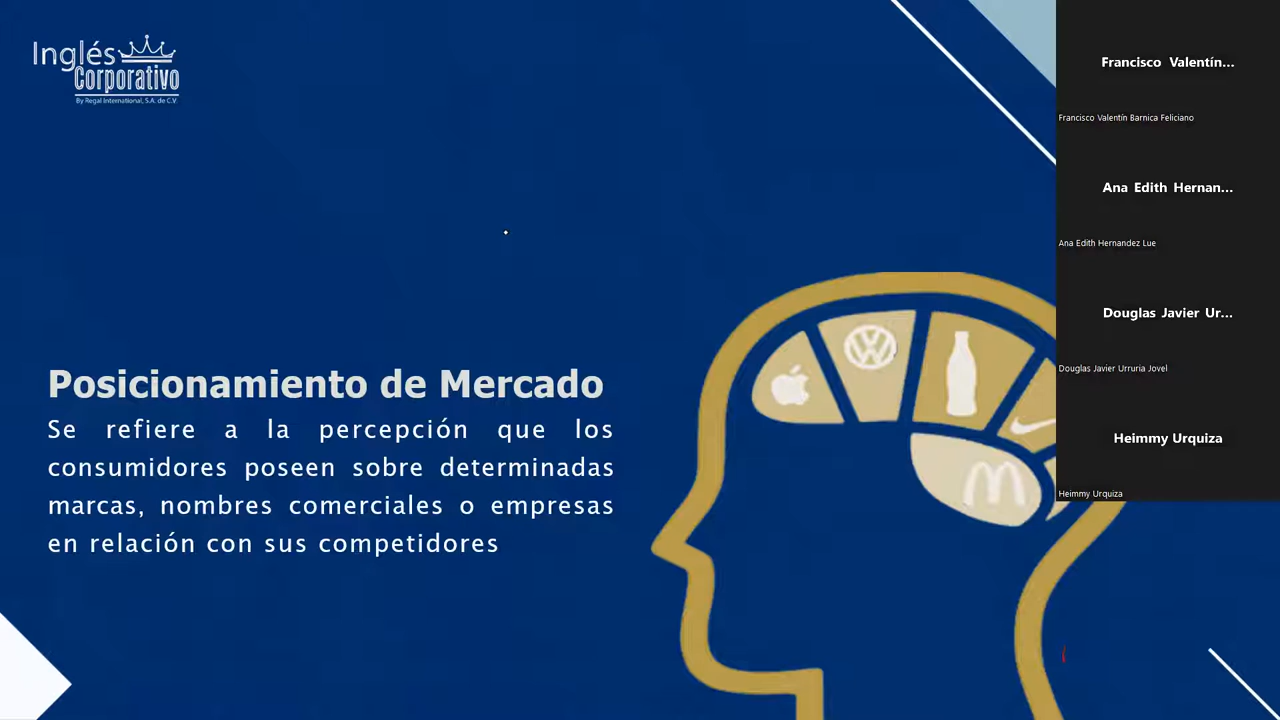 Inglés
Corporativo
By Regal International, S.A. de C.V.
Posicionamiento de Mercado
Se refiere a la percepción que los
consumidores poseen sobre determinadas
marcas, nombres comerciales o empresas
en relación con sus competidores
Francisco Valentín...
Francisco Valentín Barnica Feliciano
Ana Edith Hernan...
Ana Edith Hernandez Lue
Douglas Javier Ur...
Douglas Javier Urruria Jovel
Heimmy Urquiza
Heimmy Urquiza